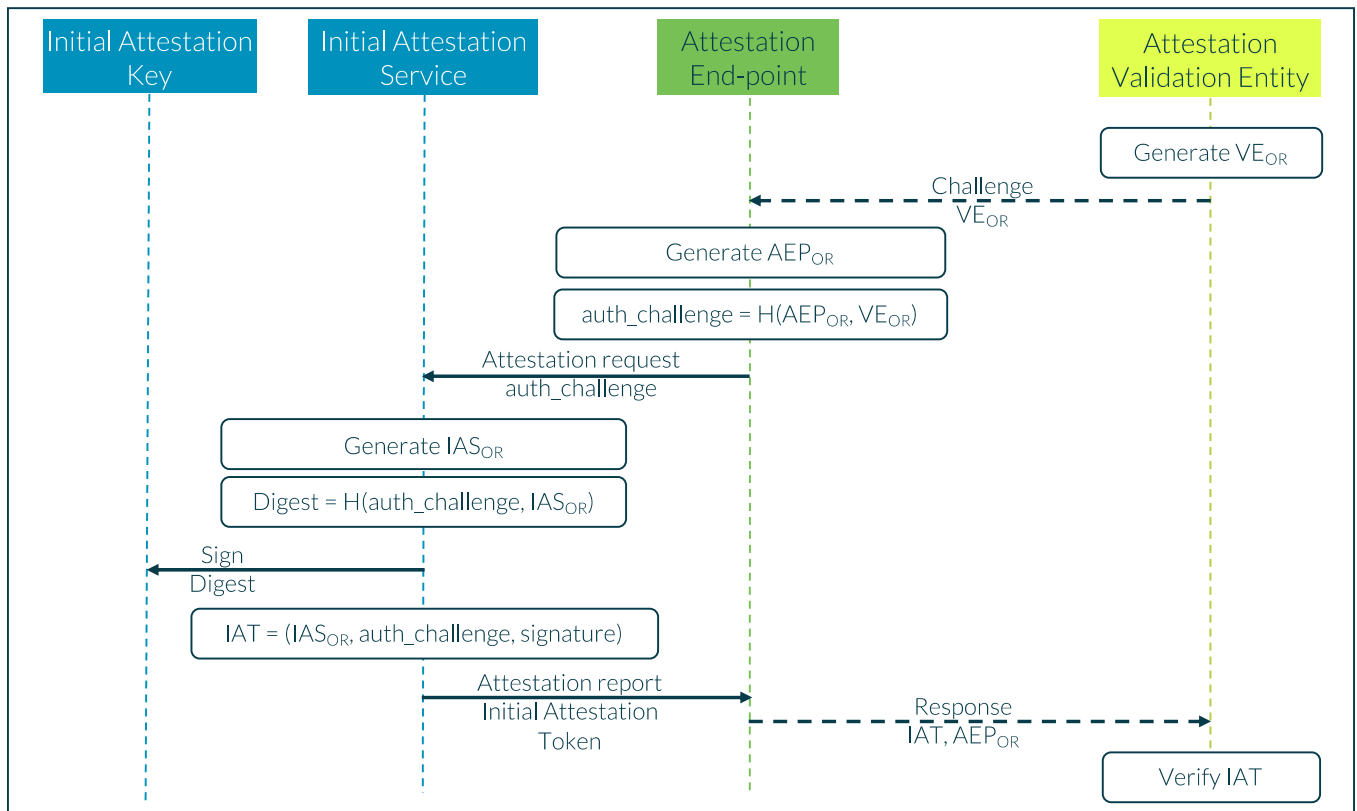 Initial Attestation
Key
Initial Attestation
Service
Attestation
End-point
Attestation
Validation Entity
Generate VE_OR
Challenge
VE_OR
Generate AEP_OR
auth_challenge = H(AEP_OR, VE_OR)
Attestation request
auth_challenge
Generate IAS_OR
Digest = H(auth_challenge, IAS_OR)
Sign
Digest
IAT = (IAS_OR, auth_challenge, signature)
Attestation report
Initial Attestation
Token
Response
IAT, AEP_OR
Verify IAT